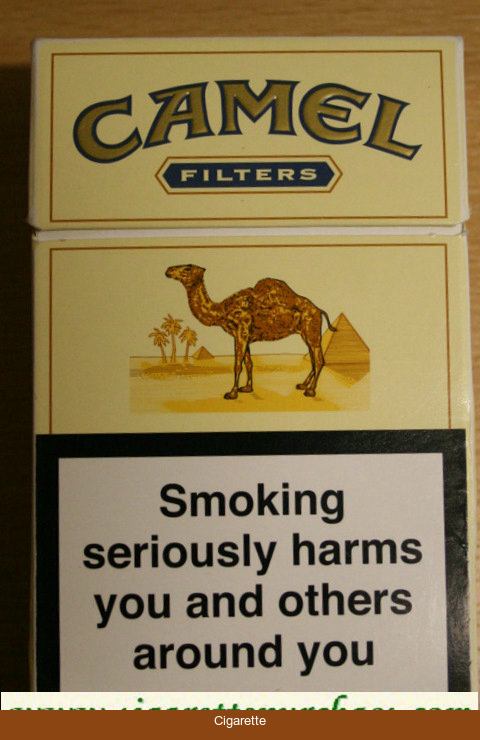 CAMEL
FILTERS
Smoking
seriously harms
you and others
around you
Cigarette